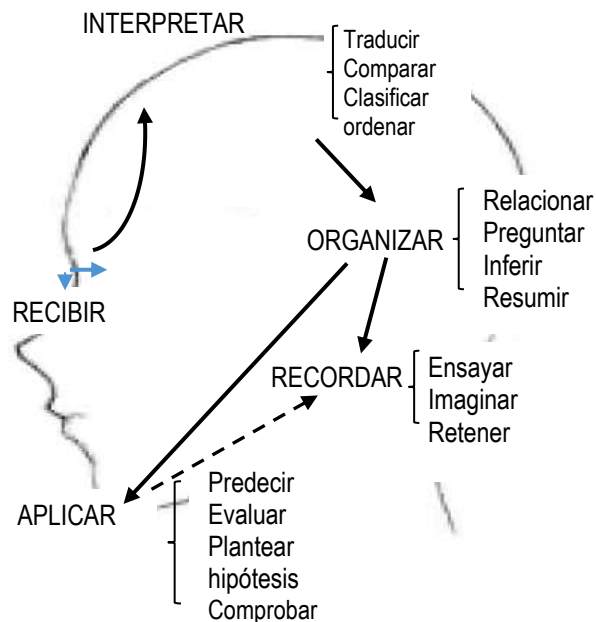 INTERPRETAR
Traducir
Comparar
Clasificar
ordenar
Relacionar
ORGANIZAR
Preguntar
Inferir
Resumir
RECIBIR
RECORDAR
Ensayar
Imaginar
Retener
APLICAR
Predecir
Evaluar
Plantear
hipótesis
Comprobar